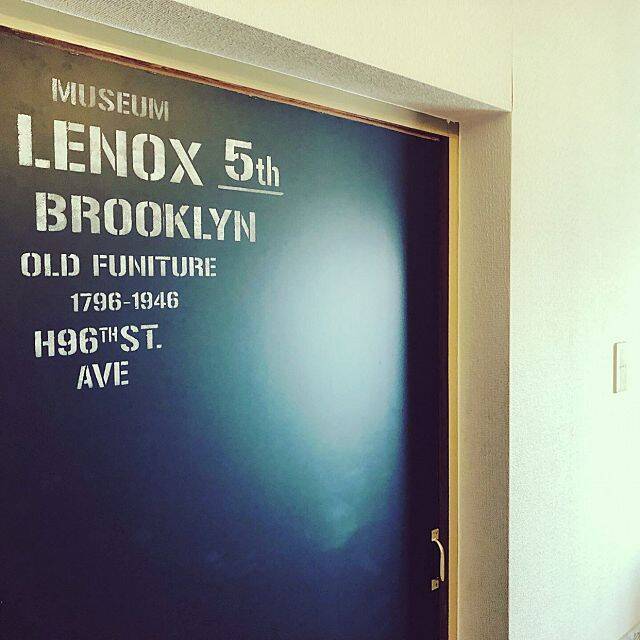 MUSEUM
LENOX 5th
BROOKLYN
OLD FUNITURE
1796-1946
H96TH ST.
AVE